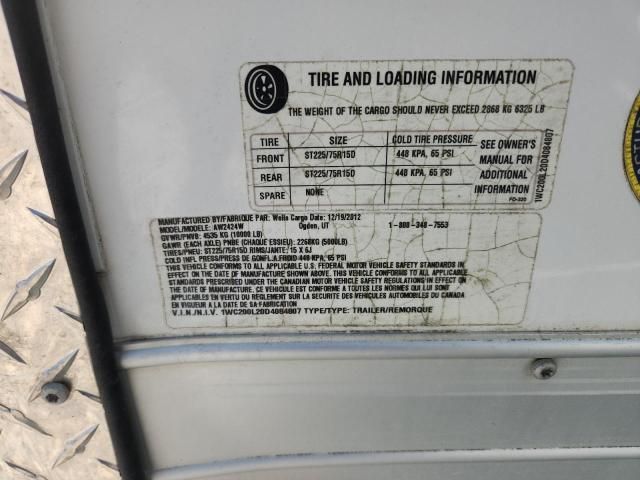 TIRE AND LOADING INFORMATION
THE WEIGHT OF THE CARGO SHOULD NEVER EXCEED 2868 KG 6325 LB
TIRE SIZE COLD TIRE PRESSURE
FRONT ST225/75R15D 448 KPA, 65 PSI
REAR ST225/75R15D 448 KPA, 65 PSI
SPARE NONE
SEE OWNER'S
MANUAL FOR
ADDITIONAL
INFORMATION
FD-320
1WC200L20D4084807
MANUFACTURED BY/FABRIQUE PAR: Wells Cargo Date: 12/19/2012
MODEL/MODELE: AW2424W Ogden, UT 1-800-348-7553
GVWR/PNVB: 4535 KG (10000 LB)
GAWR (EACH AXLE) PNBE (CHAQUE ESSIEU): 2268KG (5000LB)
TIRES/PNEU: ST225/75R15D RIMS/JANTE: 15 X 6J
COLD INFL PRESS/PRESS DE GONFL.A.FROID 448 KPA, 65 PSI
THIS VEHICLE CONFORMS TO ALL APPLICABLE U.S. FEDERAL MOTOR VEHICLE SAFETY STANDARDS IN
EFFECT ON THE DATE OF MANUFACTURE SHOWN ABOVE. THIS VEHICLE CONFORMS TO ALL APPLICABLE STANDARDS
PRESCRIBED UNDER THE CANADIAN MOTOR VEHICLE SAFETY REGULATIONS IN
EFFECT ON THE DATE OF MANUFACTURE / CE VEHICULE EST CONFORME A TOUTES LES NORMES QUI LUI SONT
APPLICABLES EN VERTU DU REGLEMENT SUR LA SECURITE DES VEHICULES AUTOMOBILES DU CANADA
EN VIGUEUR A LA DATE DE SA FABRICATION
V.I.N./N.I.V. 1WC200L20D4084807 TYPE/TYPE: TRAILER/REMORQUE